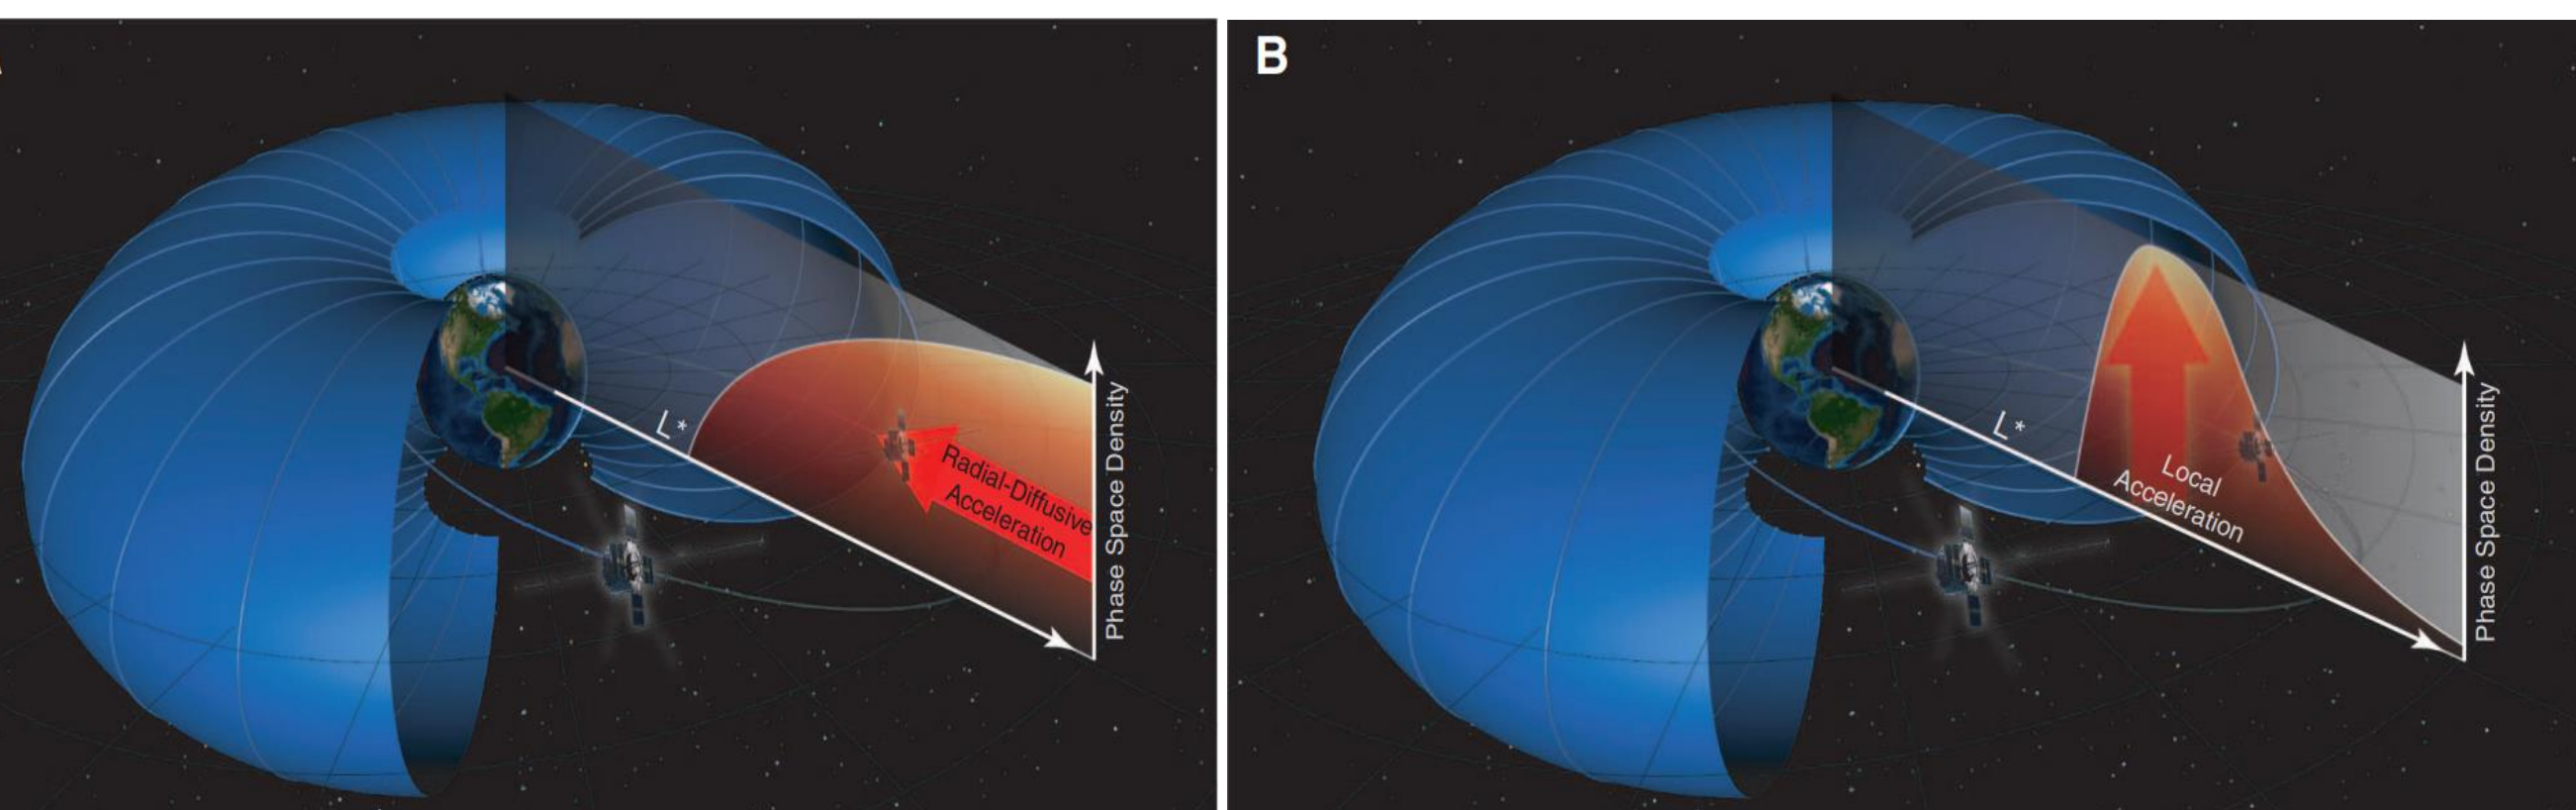 L*
Radial-Diffusive
Acceleration
Phase Space Density
B
L*
Local
Acceleration
Phase Space Density